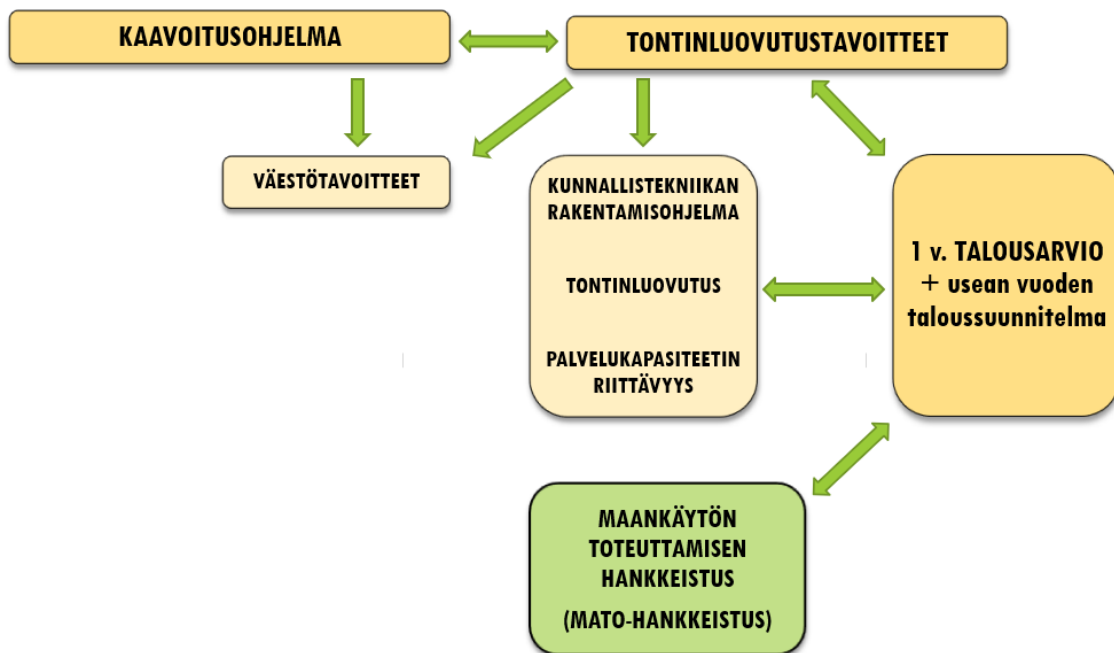 KAAVOITUSOHJELMA
TONTINLUOVUTUSTAVOITTEET
VÄESTÖTAVOITTEET
KUNNALLISTEKNIIKAN
RAKENTAMISOHJELMA
TONTINLUOVUTUS
PALVELUKAPASITEETIN
RIITTÄVYYS
1 v. TALOUSARVIO
+ usean vuoden
taloussuunnitelma
MAANKÄYTÖN
TOTEUTTAMISEN
HANKKEISTUS
(MATO-HANKKEISTUS)